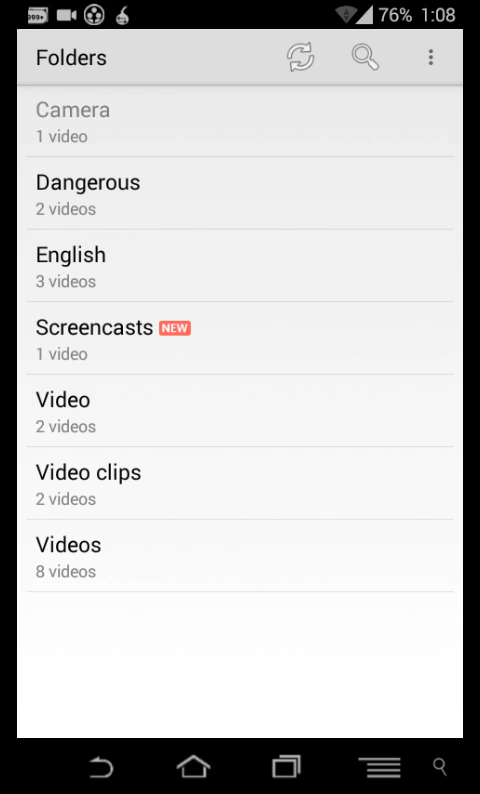 999+ 76% 1:08
Folders
Camera
1 video
Dangerous
2 videos
English
3 videos
Screencasts NEW
1 video
Video
2 videos
Video clips
2 videos
Videos
8 videos